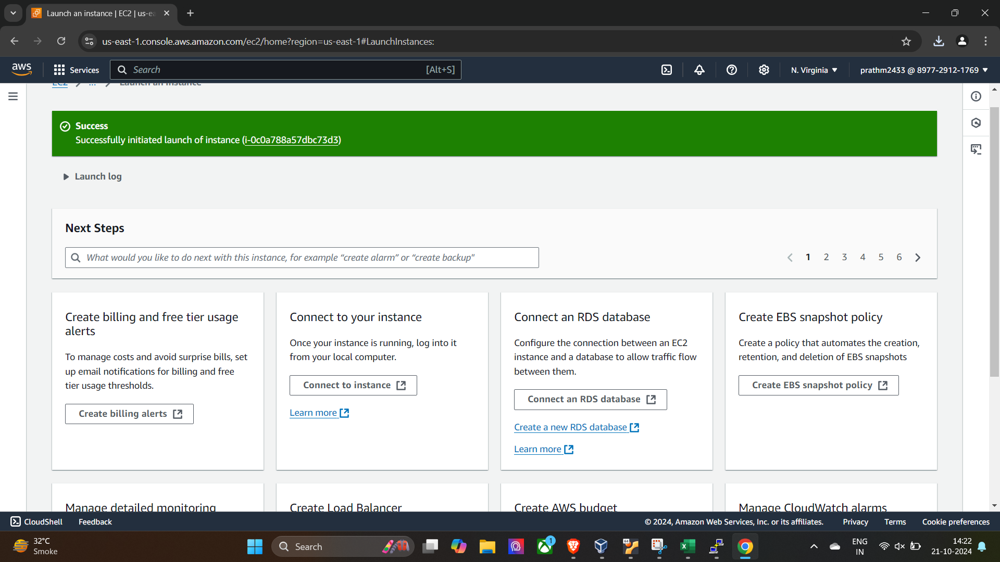 Launch an instance | EC2 | us-ea
us-east-1.console.aws.amazon.com/ec2/home?region=us-east-1#LaunchInstances:
aws
Services
Search
[Alt+S]
N. Virginia
prathm2433 @ 8977-2912-1769
EC2
...
Launch an instance
Success
Successfully initiated launch of instance (i-0c0a788a57dbc73d3)
Launch log
Next Steps
What would you like to do next with this instance, for example “create alarm” or “create backup"
1 2 3 4 5 6
Create billing and free tier usage
alerts
To manage costs and avoid surprise bills, set
up email notifications for billing and free
tier usage thresholds.
Create billing alerts
Connect to your instance
Once your instance is running, log into it
from your local computer.
Connect to instance
Learn more
Connect an RDS database
Configure the connection between an EC2
instance and a database to allow traffic flow
between them.
Connect an RDS database
Create a new RDS database
Learn more
Create EBS snapshot policy
Create a policy that automates the creation,
retention, and deletion of EBS snapshots
Create EBS snapshot policy
Manage detailed monitoring
Create Load Balancer
Create AWS budget
Manage CloudWatch alarms
CloudShell
Feedback
© 2024, Amazon Web Services, Inc. or its affiliates.
Privacy
Terms
Cookie preferences
32°C
Smoke
Search
1
64
ENG
IN
14:22
21-10-2024